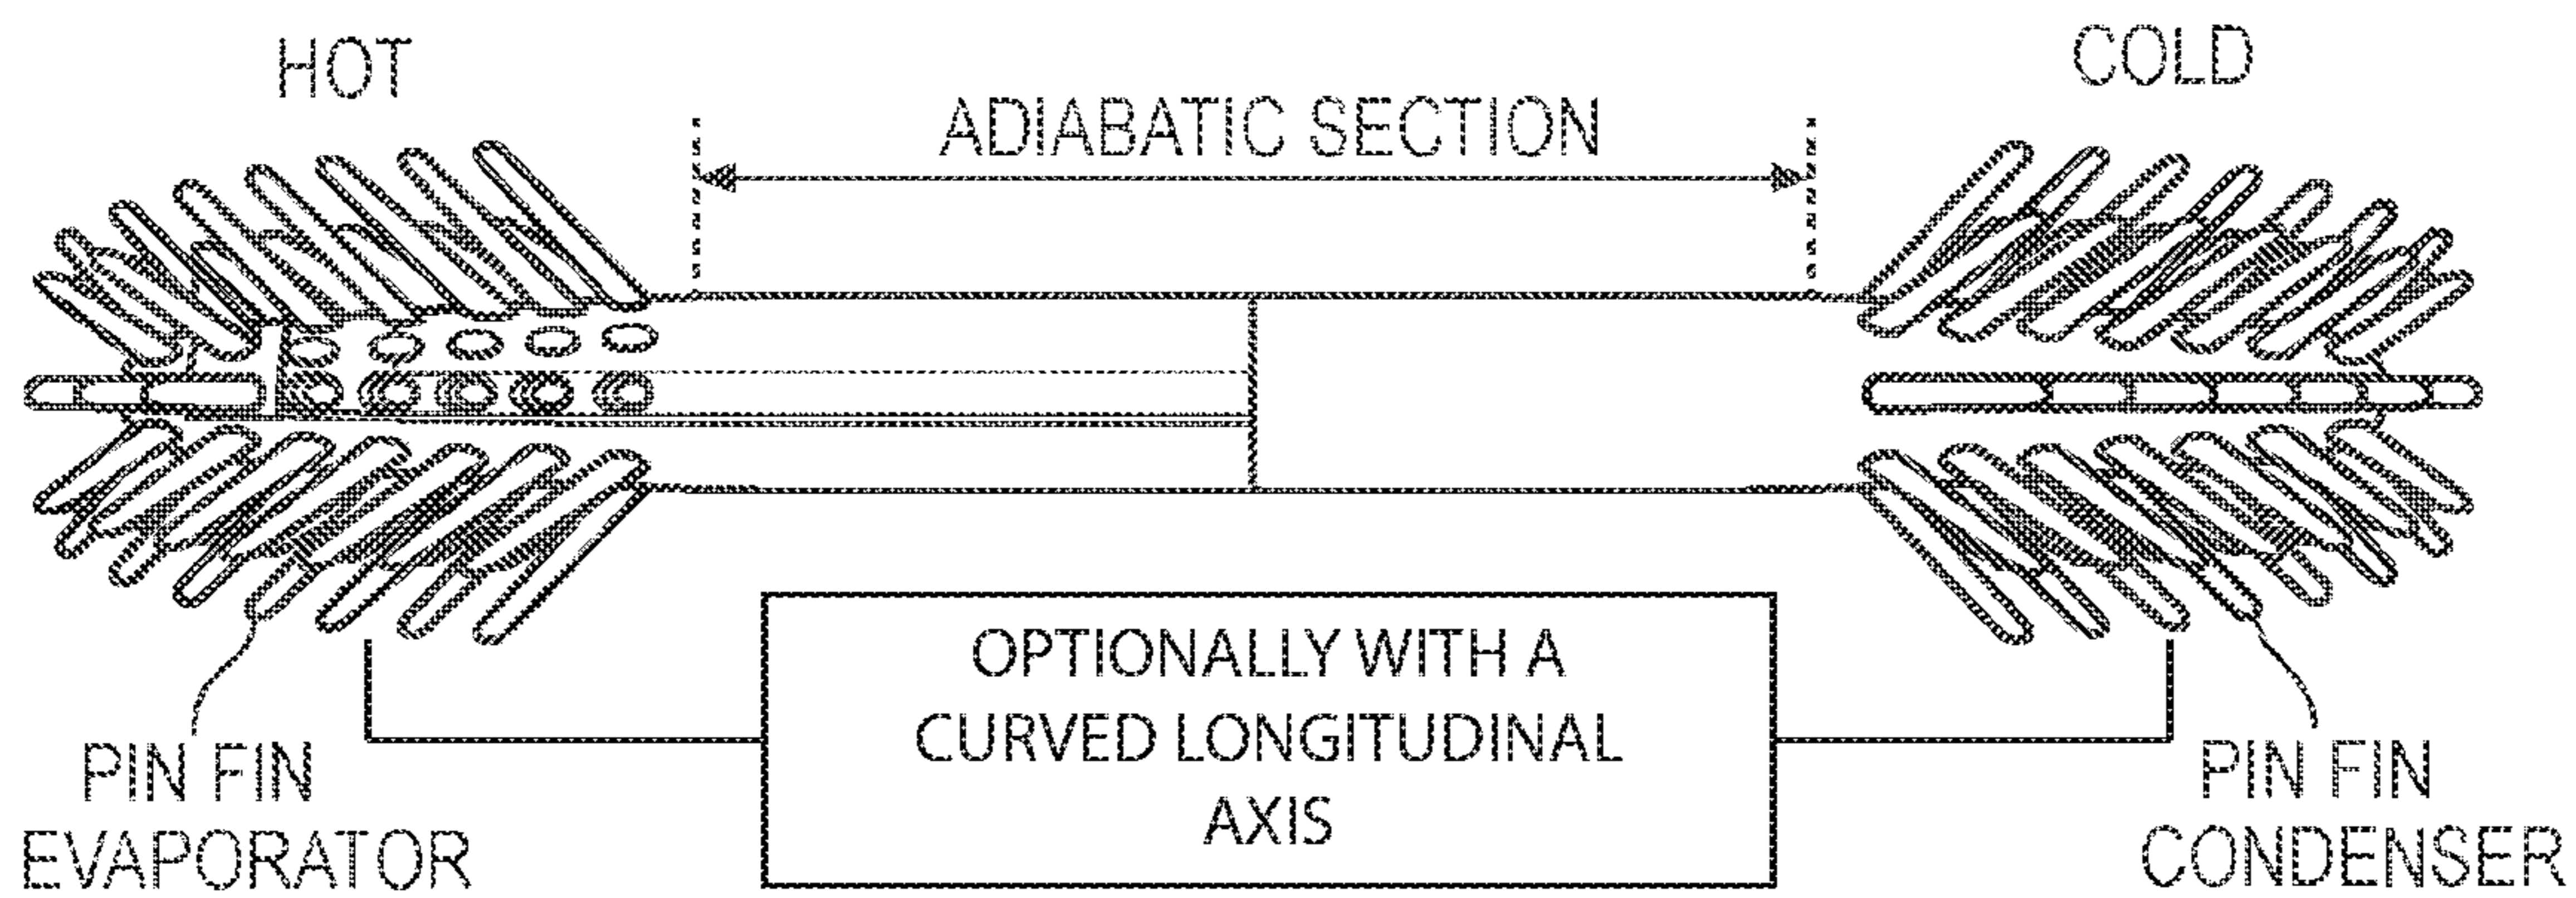 HOT
COLD
ADIABATIC SECTION
OPTIONALLY WITH A
CURVED LONGITUDINAL
AXIS
PIN FIN
EVAPORATOR
PIN FIN
CONDENSER